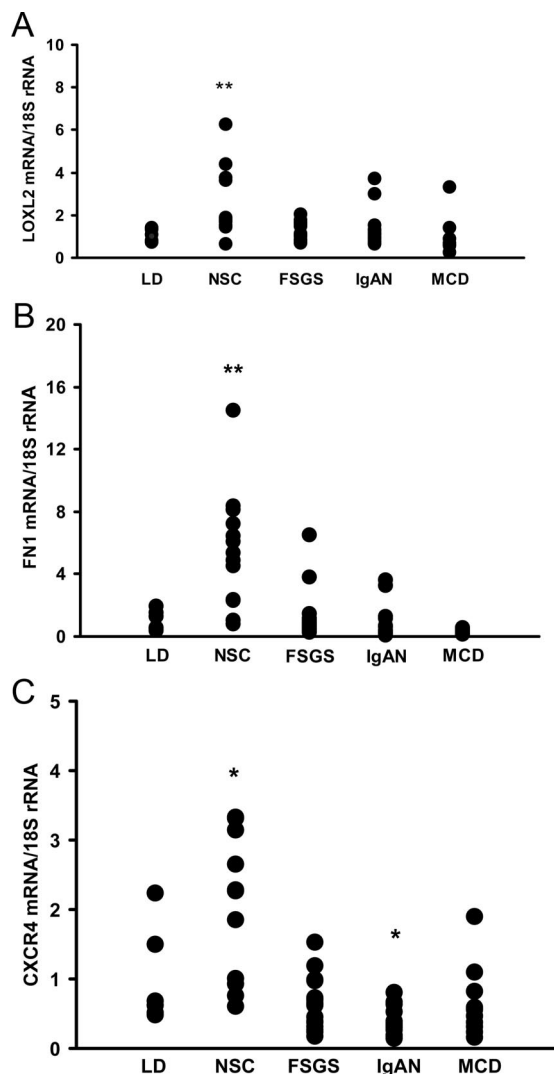 A
LOXL2 mRNA/18S rRNA
10
8
6
4
2
0
**
LD NSC FSGS IgAN MCD
B
FN1 mRNA/18S rRNA
20
16
12
8
4
0
**
LD NSC FSGS IgAN MCD
C
CXCR4 mRNA/18S rRNA
5
4
3
2
1
0
*
*
LD NSC FSGS IgAN MCD